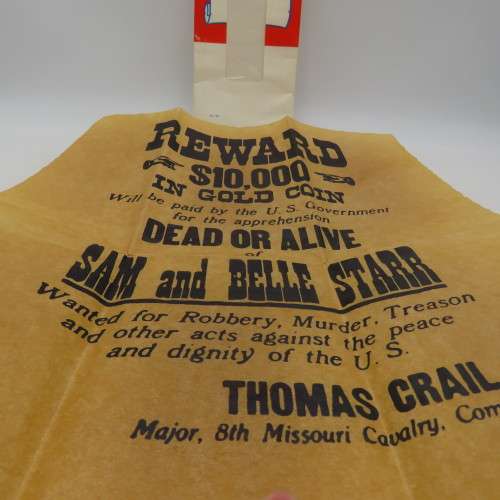 REWARD
$10,000
IN GOLD COIN
Will be paid by the U.S. Government
for the apprehension
DEAD OR ALIVE
of
SAM and BELLE STARR
Wanted for Robbery, Murder, Treason
and other acts against the peace
and dignity of the U.S.
THOMAS CRAIL
Major, 8th Missouri Cavalry, Com